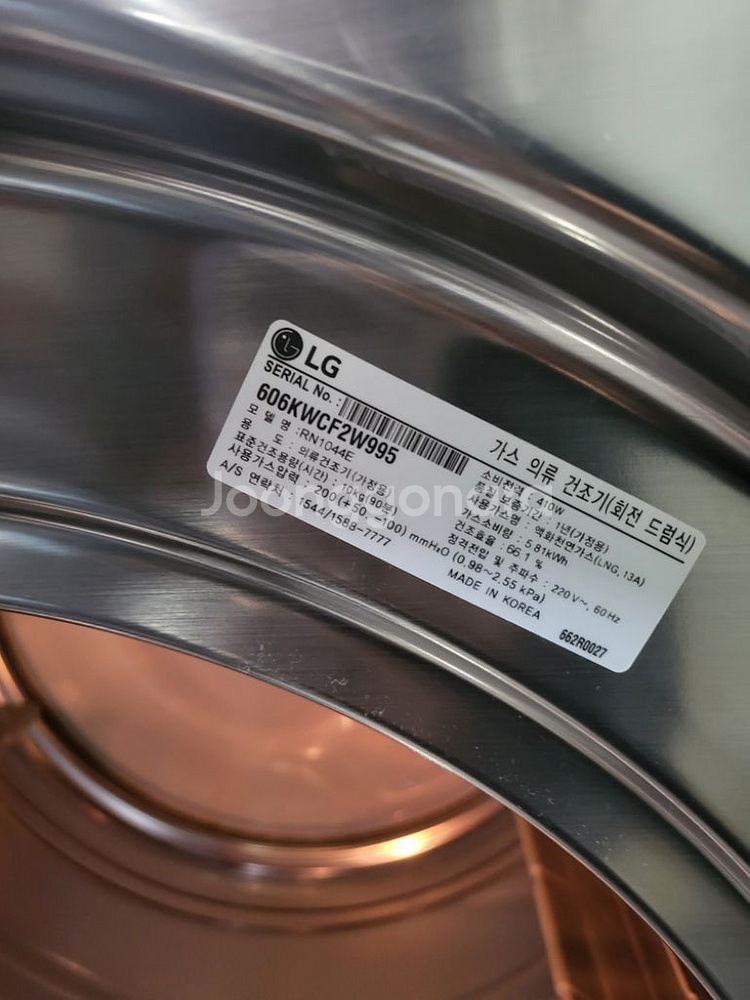 LG
가스 의류 건조기(회전 드럼식)
SERIAL No. :
606KWCF2W995
모 델 명 : RN1044E
용 도 : 의류건조기(가정용)
표준건조용량(시간) : 10kg(90분)
사용가스압력 : 200 (+50 -100) mmH₂O (0.98~2.55 kPa)
A/S 연락처 : 1544/1588-7777
소비전력 : 410W
품질 보증기간 : 1년(가정용)
사용가스명 : 액화천연가스(LNG, 13A)
가스소비량 : 5.81kWh
건조효율 : 66.1 %
정격전압 및 주파수 : 220 V~, 60 Hz
MADE IN KOREA
662R0027
Joonggonara